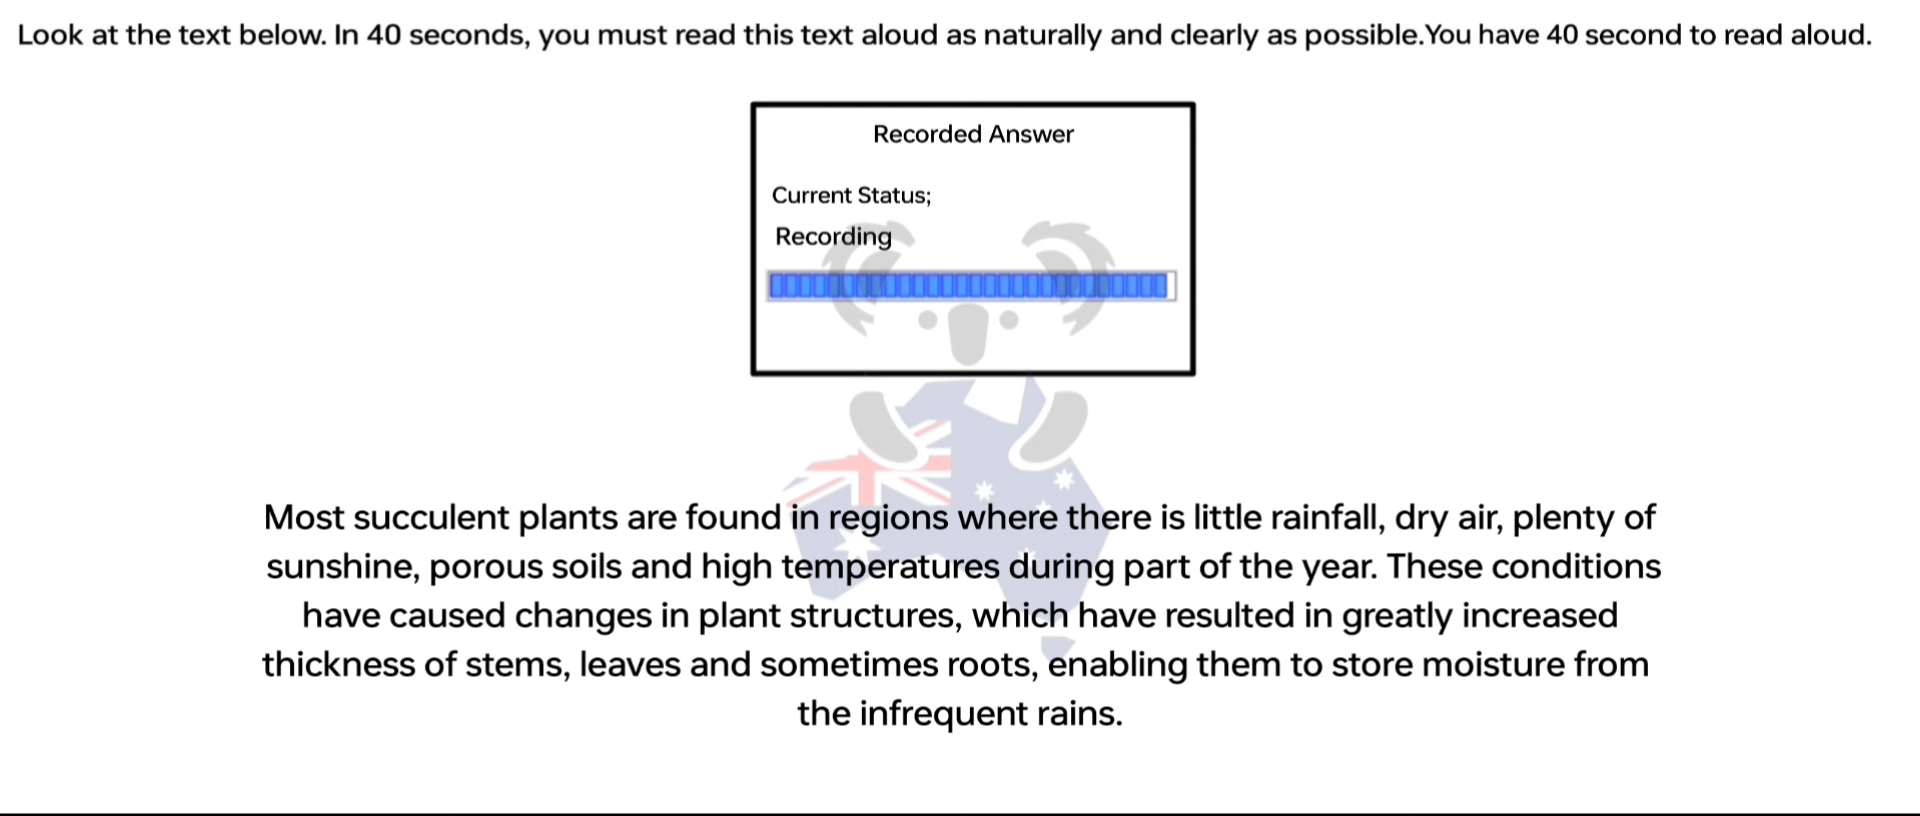 Look at the text below. In 40 seconds, you must read this text aloud as naturally and clearly as possible.You have 40 second to read aloud.
Recorded Answer
Current Status;
Recording
Most succulent plants are found in regions where there is little rainfall, dry air, plenty of
sunshine, porous soils and high temperatures during part of the year. These conditions
have caused changes in plant structures, which have resulted in greatly increased
thickness of stems, leaves and sometimes roots, enabling them to store moisture from
the infrequent rains.